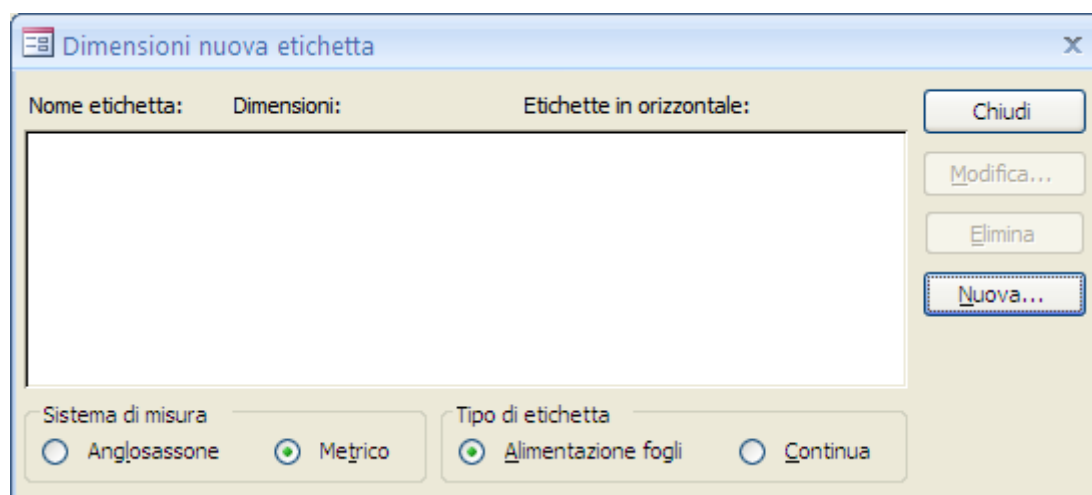 Dimensioni nuova etichetta
Nome etichetta: Dimensioni: Etichette in orizzontale:
Chiudi
Modifica...
Elimina
Nuova...
Sistema di misura Tipo di etichetta
Anglosassone Metrico Alimentazione fogli Continua